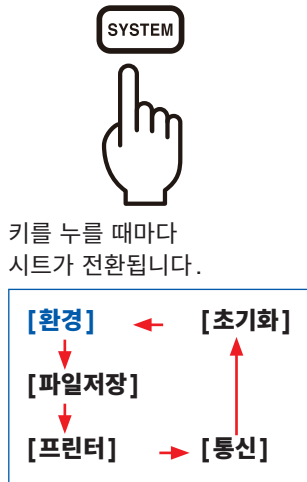 SYSTEM
키를 누를 때마다
시트가 전환됩니다.
[환경] [초기화]
[파일저장]
[프린터] [통신]